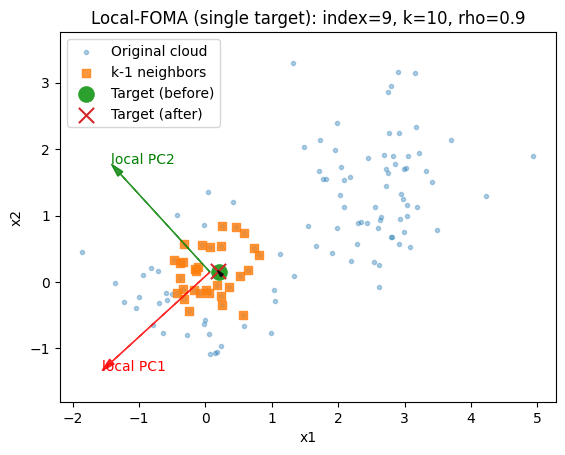 Local-FOMA (single target): index=9, k=10, rho=0.9
Original cloud
k-1 neighbors
Target (before)
Target (after)
local PC2
local PC1
x2
3
2
1
0
−1
−2
−1
0
1
2
3
4
5
x1